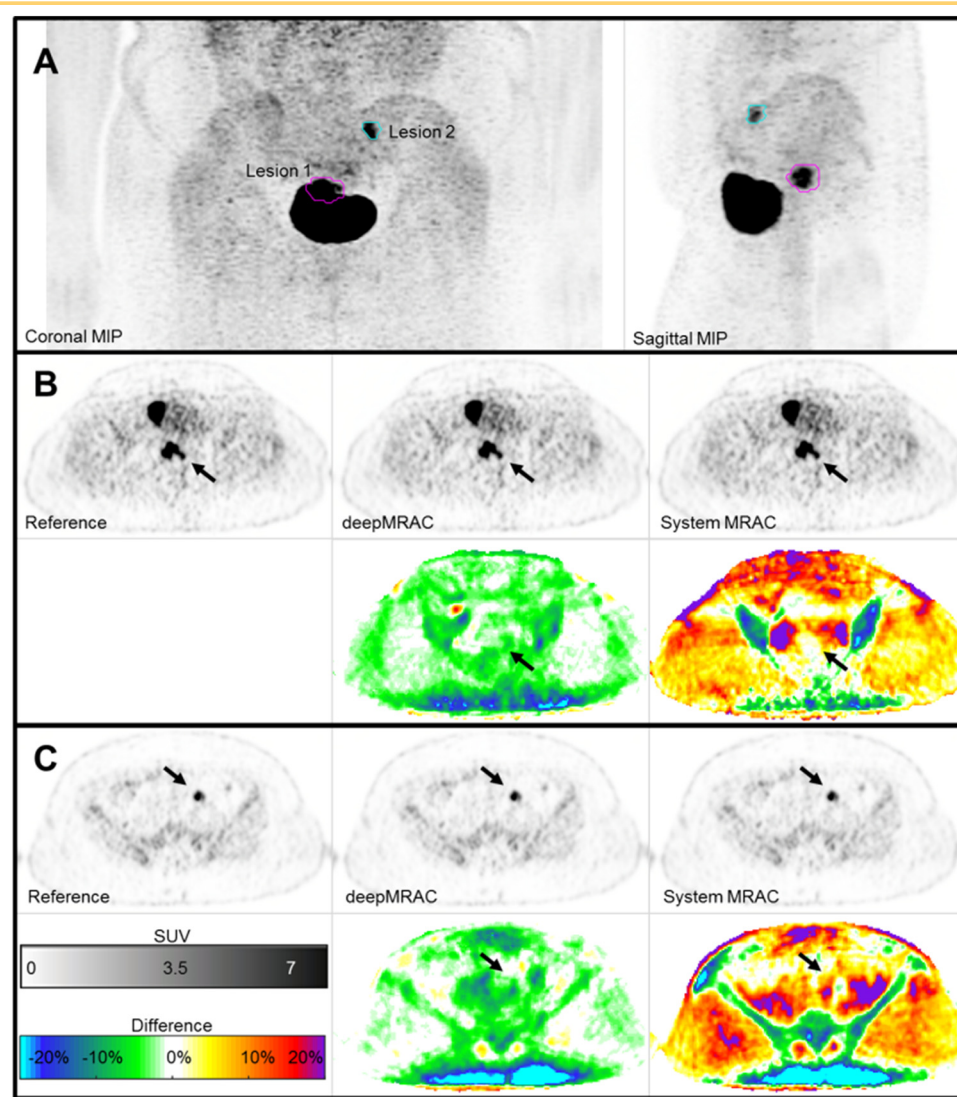 A
Lesion 2
Lesion 1
Coronal MIP
Sagittal MIP
B
Reference
deepMRAC
System MRAC
C
Reference
deepMRAC
System MRAC
SUV
0 3.5 7
Difference
-20% -10% 0% 10% 20%